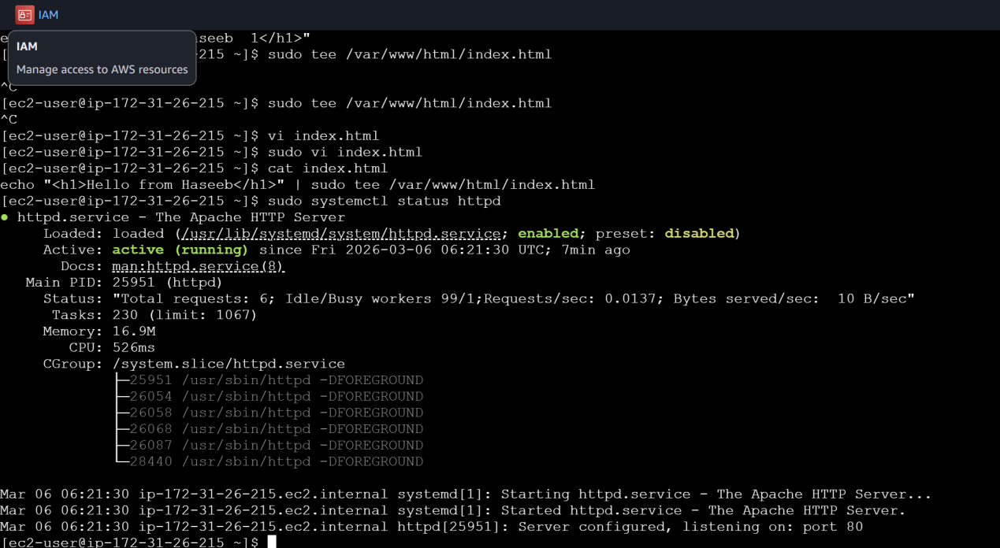 IAM
IAM
Manage access to AWS resources
e seeb  1</h1>"
[ 215 ~]$ sudo tee /var/www/html/index.html
^C
[ec2-user@ip-172-31-26-215 ~]$ sudo tee /var/www/html/index.html
^C
[ec2-user@ip-172-31-26-215 ~]$ vi index.html
[ec2-user@ip-172-31-26-215 ~]$ sudo vi index.html
[ec2-user@ip-172-31-26-215 ~]$ cat index.html
echo "<h1>Hello from Haseeb</h1>" | sudo tee /var/www/html/index.html
[ec2-user@ip-172-31-26-215 ~]$ sudo systemctl status httpd
● httpd.service - The Apache HTTP Server
     Loaded: loaded (/usr/lib/systemd/system/httpd.service; enabled; preset: disabled)
     Active: active (running) since Fri 2026-03-06 06:21:30 UTC; 7min ago
       Docs: man:httpd.service(8)
   Main PID: 25951 (httpd)
     Status: "Total requests: 6; Idle/Busy workers 99/1;Requests/sec: 0.0137; Bytes served/sec:  10 B/sec"
      Tasks: 230 (limit: 1067)
     Memory: 16.9M
        CPU: 526ms
     CGroup: /system.slice/httpd.service
             ├─25951 /usr/sbin/httpd -DFOREGROUND
             ├─26054 /usr/sbin/httpd -DFOREGROUND
             ├─26058 /usr/sbin/httpd -DFOREGROUND
             ├─26068 /usr/sbin/httpd -DFOREGROUND
             ├─26087 /usr/sbin/httpd -DFOREGROUND
             └─28440 /usr/sbin/httpd -DFOREGROUND
Mar 06 06:21:30 ip-172-31-26-215.ec2.internal systemd[1]: Starting httpd.service - The Apache HTTP Server...
Mar 06 06:21:30 ip-172-31-26-215.ec2.internal systemd[1]: Started httpd.service - The Apache HTTP Server.
Mar 06 06:21:30 ip-172-31-26-215.ec2.internal httpd[25951]: Server configured, listening on: port 80
[ec2-user@ip-172-31-26-215 ~]$